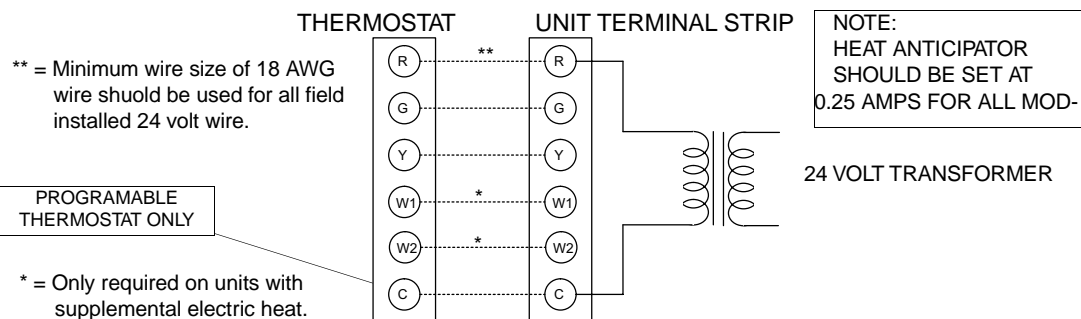 THERMOSTAT
UNIT TERMINAL STRIP
NOTE:
HEAT ANTICIPATOR
SHOULD BE SET AT
0.25 AMPS FOR ALL MOD-
** = Minimum wire size of 18 AWG
wire shuold be used for all field
installed 24 volt wire.
R ** R
G G
Y Y
W1 * W1
W2 * W2
C C
24 VOLT TRANSFORMER
PROGRAMABLE
THERMOSTAT ONLY
* = Only required on units with
supplemental electric heat.